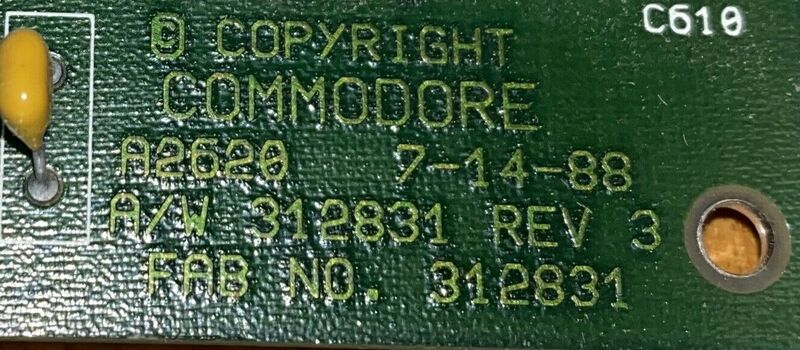 C610
© COPYRIGHT
COMMODORE
A2620 7-14-88
A/W 312831 REV 3
FAB NO. 312831